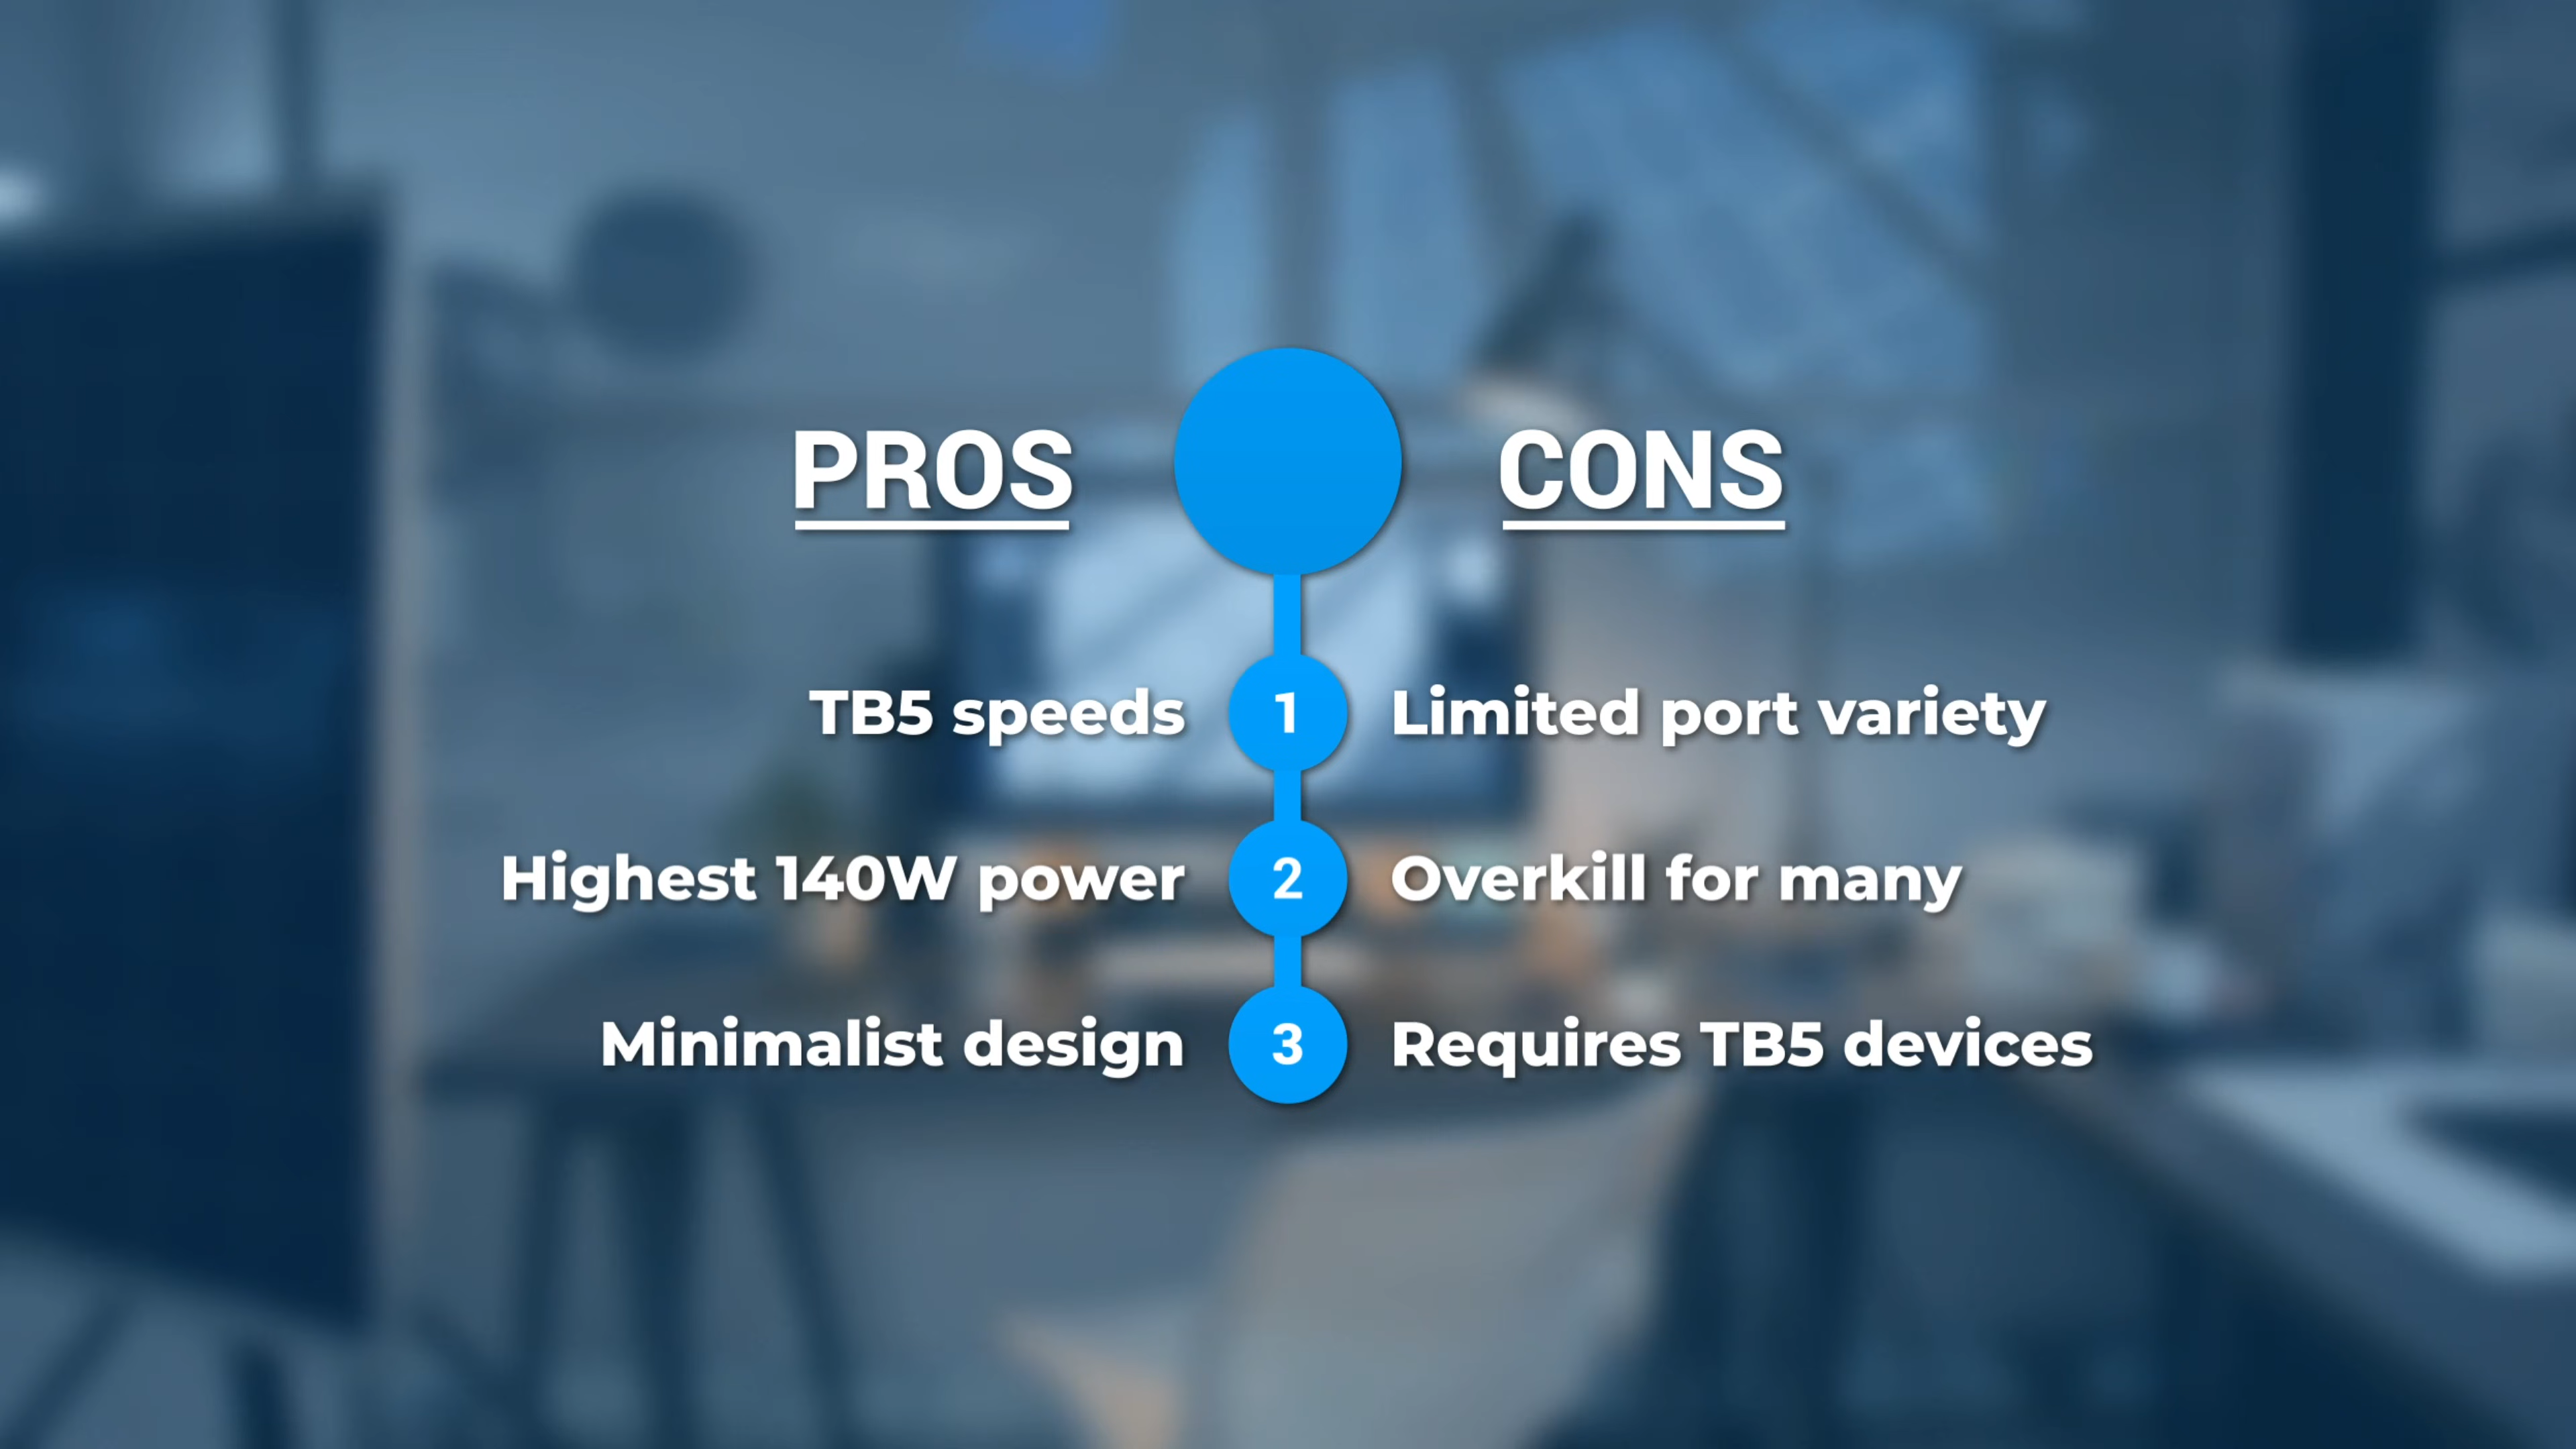 PROS
CONS
TB5 speeds
1
Limited port variety
Highest 140W power
2
Overkill for many
Minimalist design
3
Requires TB5 devices